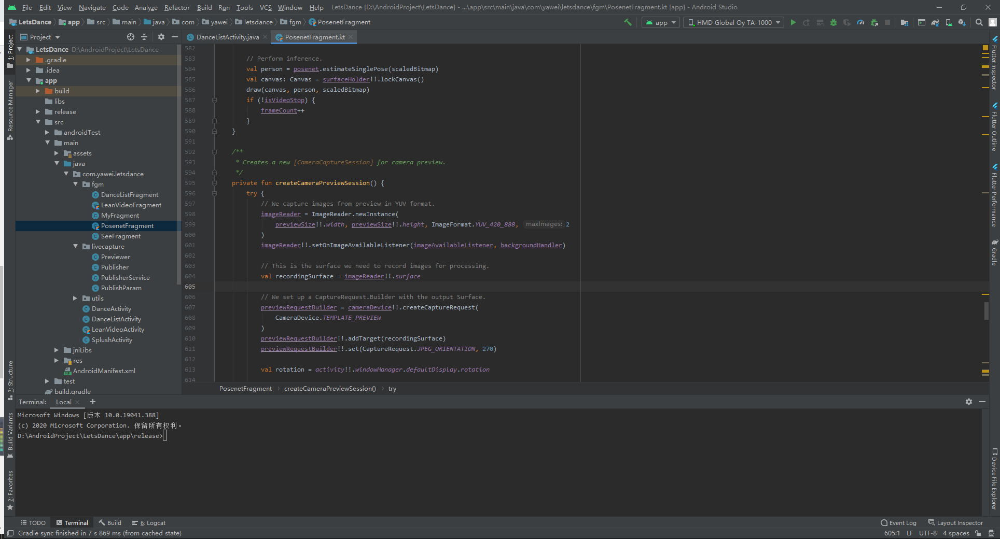 File Edit View Navigate Code Analyze Refactor Build Run Tools VCS Window Help LetsDance [D:\AndroidProject\LetsDance] - ...\app\src\main\java\com\yawei\letsdance\fgm\PosenetFragment.kt [app] - Android Studio
LetsDance app src main java com yawei letsdance fgm PosenetFragment app HMD Global Oy TA-1000
Project
DanceListActivity.java PosenetFragment.kt
1: Project
Resource Manager
7: Structure
Build Variants
2: Favorites
LetsDance D:\AndroidProject\LetsDance
.gradle
.idea
app
build
libs
release
src
androidTest
main
assets
java
com.yawei.letsdance
fgm
DanceListFragment
LeanVideoFragment
MyFragment
PosenetFragment
SeeFragment
livecapture
Previewer
Publisher
PublisherService
PublishParam
utils
DanceActivity
DanceListActivity
LeanVideoActivity
SplushActivity
jniLibs
res
AndroidManifest.xml
test
build.gradle
582
583 // Perform inference.
584 val person = posenet.estimateSinglePose(scaledBitmap)
585 val canvas: Canvas = surfaceHolder!!.lockCanvas()
586 draw(canvas, person, scaledBitmap)
587 if (!isVideoStop) {
588 frameCount++
589 }
590 }
591
592 /**
593 * Creates a new [CameraCaptureSession] for camera preview.
594 */
595 private fun createCameraPreviewSession() {
596 try {
597 // We capture images from preview in YUV format.
598 imageReader = ImageReader.newInstance(
599 previewSize!!.width, previewSize!!.height, ImageFormat.YUV_420_888, maxImages: 2
600 )
601 imageReader!!.setOnImageAvailableListener(imageAvailableListener, backgroundHandler)
602
603 // This is the surface we need to record images for processing.
604 val recordingSurface = imageReader!!.surface
605
606 // We set up a CaptureRequest.Builder with the output Surface.
607 previewRequestBuilder = cameraDevice!!.createCaptureRequest(
608 CameraDevice.TEMPLATE_PREVIEW
609 )
610 previewRequestBuilder!!.addTarget(recordingSurface)
611 previewRequestBuilder!!.set(CaptureRequest.JPEG_ORIENTATION, 270)
612
613 val rotation = activity!!.windowManager.defaultDisplay.rotation
614
PosenetFragment createCameraPreviewSession() try
Flutter Inspector
Flutter Outline
Flutter Performance
Gradle
Device File Explorer
Terminal: Local
Microsoft Windows [版本 10.0.19041.388]
(c) 2020 Microsoft Corporation. 保留所有权利。
D:\AndroidProject\LetsDance\app\release>
TODO Terminal Build 6: Logcat Event Log Layout Inspector
Gradle sync finished in 7 s 869 ms (from cached state) 605:1 LF UTF-8 4 spaces